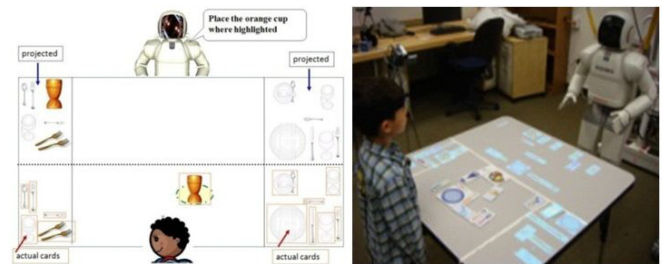 Place the orange cup
where highlighted
projected
projected
actual cards
actual cards